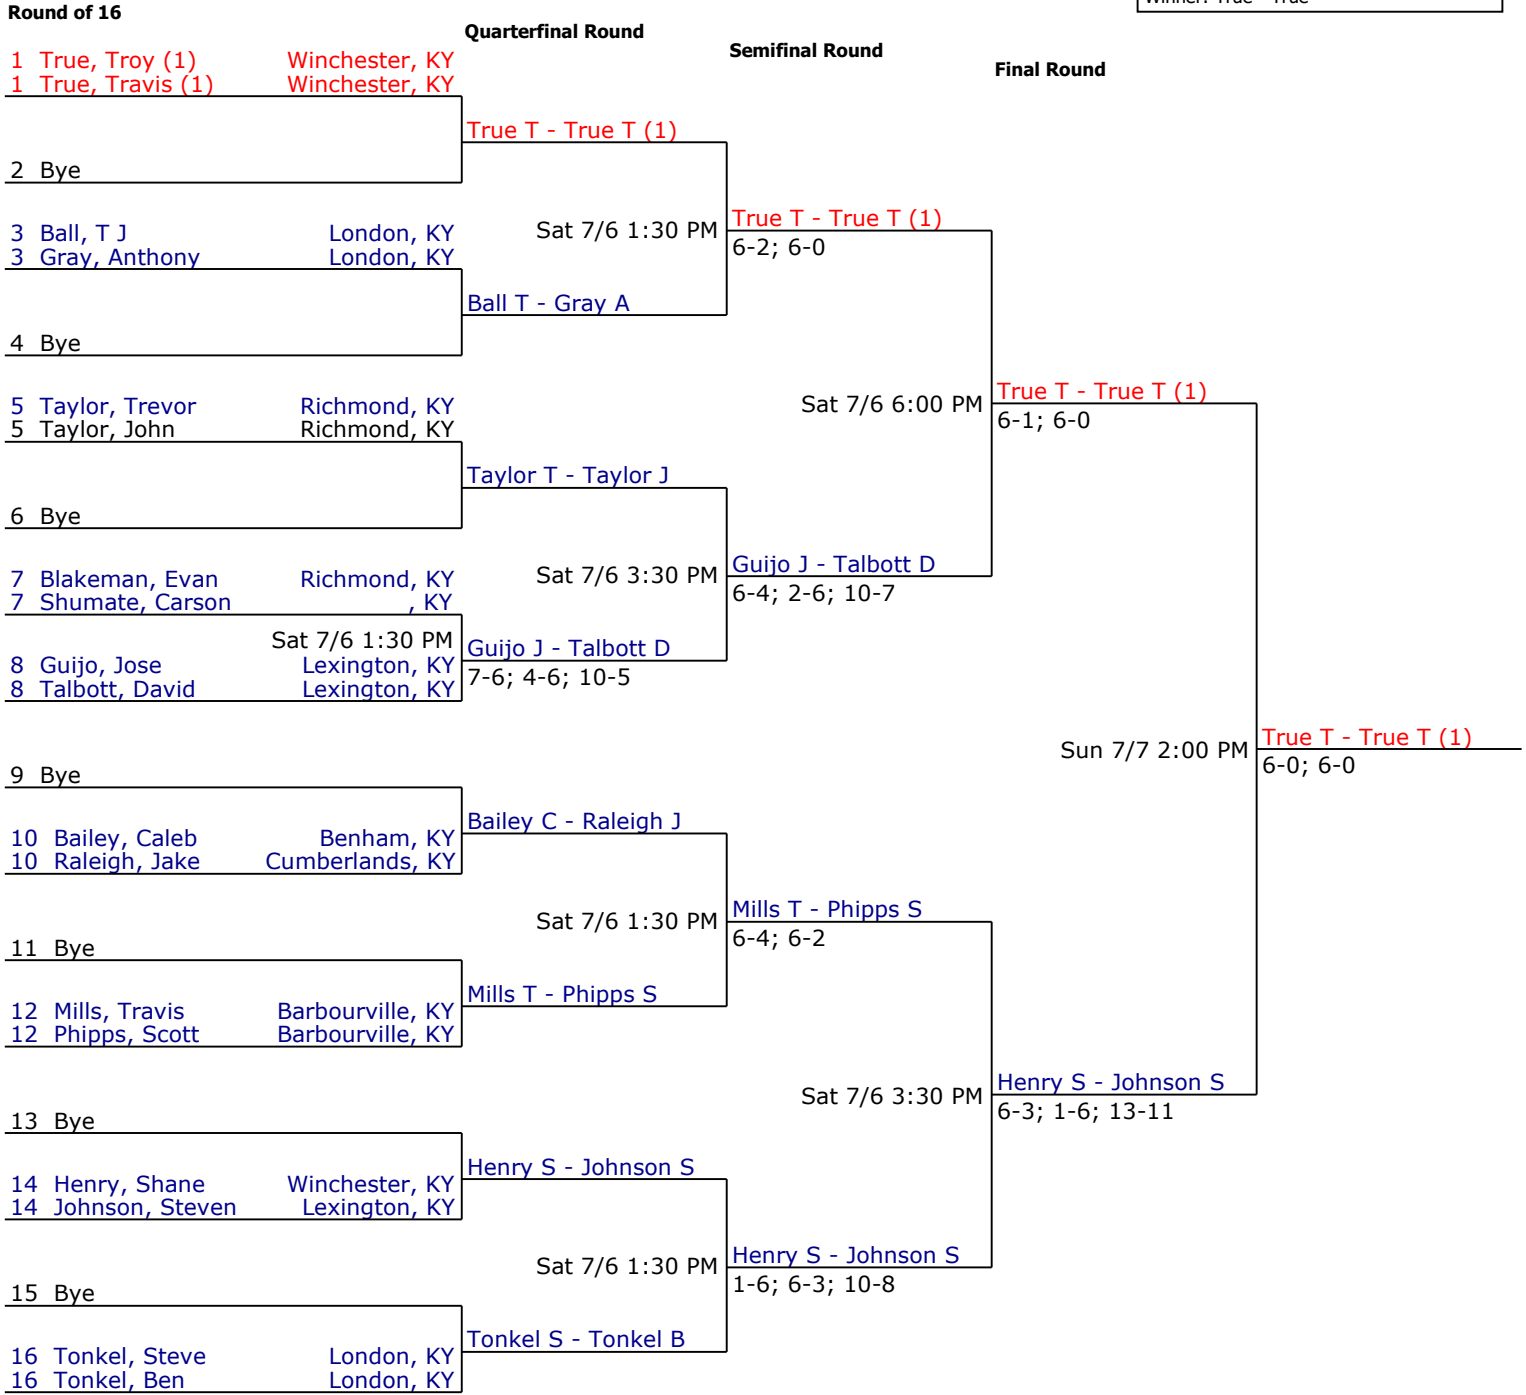 Winner: True - True
Round of 16
Quarterfinal Round
Semifinal Round
Final Round
1 True, Troy (1) Winchester, KY
1 True, Travis (1) Winchester, KY
True T - True T (1)
2 Bye
3 Ball, T J London, KY
3 Gray, Anthony London, KY
Sat 7/6 1:30 PM
True T - True T (1)
6-2; 6-0
Ball T - Gray A
4 Bye
5 Taylor, Trevor Richmond, KY
5 Taylor, John Richmond, KY
Sat 7/6 6:00 PM
True T - True T (1)
6-1; 6-0
Taylor T - Taylor J
6 Bye
7 Blakeman, Evan Richmond, KY
7 Shumate, Carson , KY
Sat 7/6 3:30 PM
Guijo J - Talbott D
6-4; 2-6; 10-7
Sat 7/6 1:30 PM
Guijo J - Talbott D
7-6; 4-6; 10-5
8 Guijo, Jose Lexington, KY
8 Talbott, David Lexington, KY
Sun 7/7 2:00 PM
True T - True T (1)
6-0; 6-0
9 Bye
Bailey C - Raleigh J
10 Bailey, Caleb Benham, KY
10 Raleigh, Jake Cumberlands, KY
Sat 7/6 1:30 PM
Mills T - Phipps S
6-4; 6-2
11 Bye
Mills T - Phipps S
12 Mills, Travis Barbourville, KY
12 Phipps, Scott Barbourville, KY
Sat 7/6 3:30 PM
Henry S - Johnson S
6-3; 1-6; 13-11
13 Bye
Henry S - Johnson S
14 Henry, Shane Winchester, KY
14 Johnson, Steven Lexington, KY
Sat 7/6 1:30 PM
Henry S - Johnson S
1-6; 6-3; 10-8
15 Bye
Tonkel S - Tonkel B
16 Tonkel, Steve London, KY
16 Tonkel, Ben London, KY